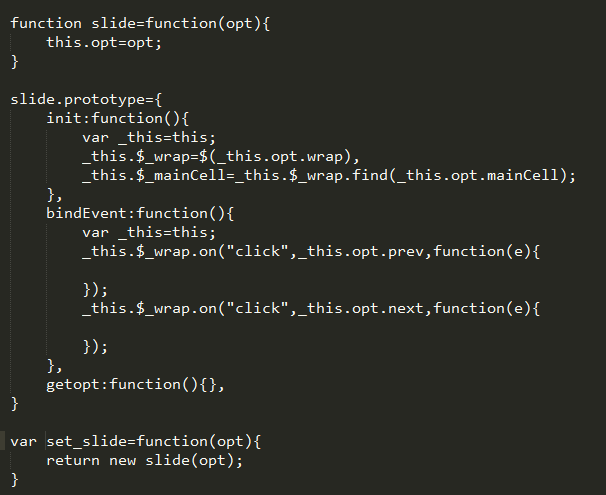 function slide=function(opt){
this.opt=opt;
}
slide.prototype={
init:function(){
var _this=this;
_this.$_wrap=$(_this.opt.wrap),
_this.$_mainCell=_this.$_wrap.find(_this.opt.mainCell);
},
bindEvent:function(){
var _this=this;
_this.$_wrap.on("click",_this.opt.prev,function(e){
});
_this.$_wrap.on("click",_this.opt.next,function(e){
});
},
getopt:function(){},
}
var set_slide=function(opt){
return new slide(opt);
}